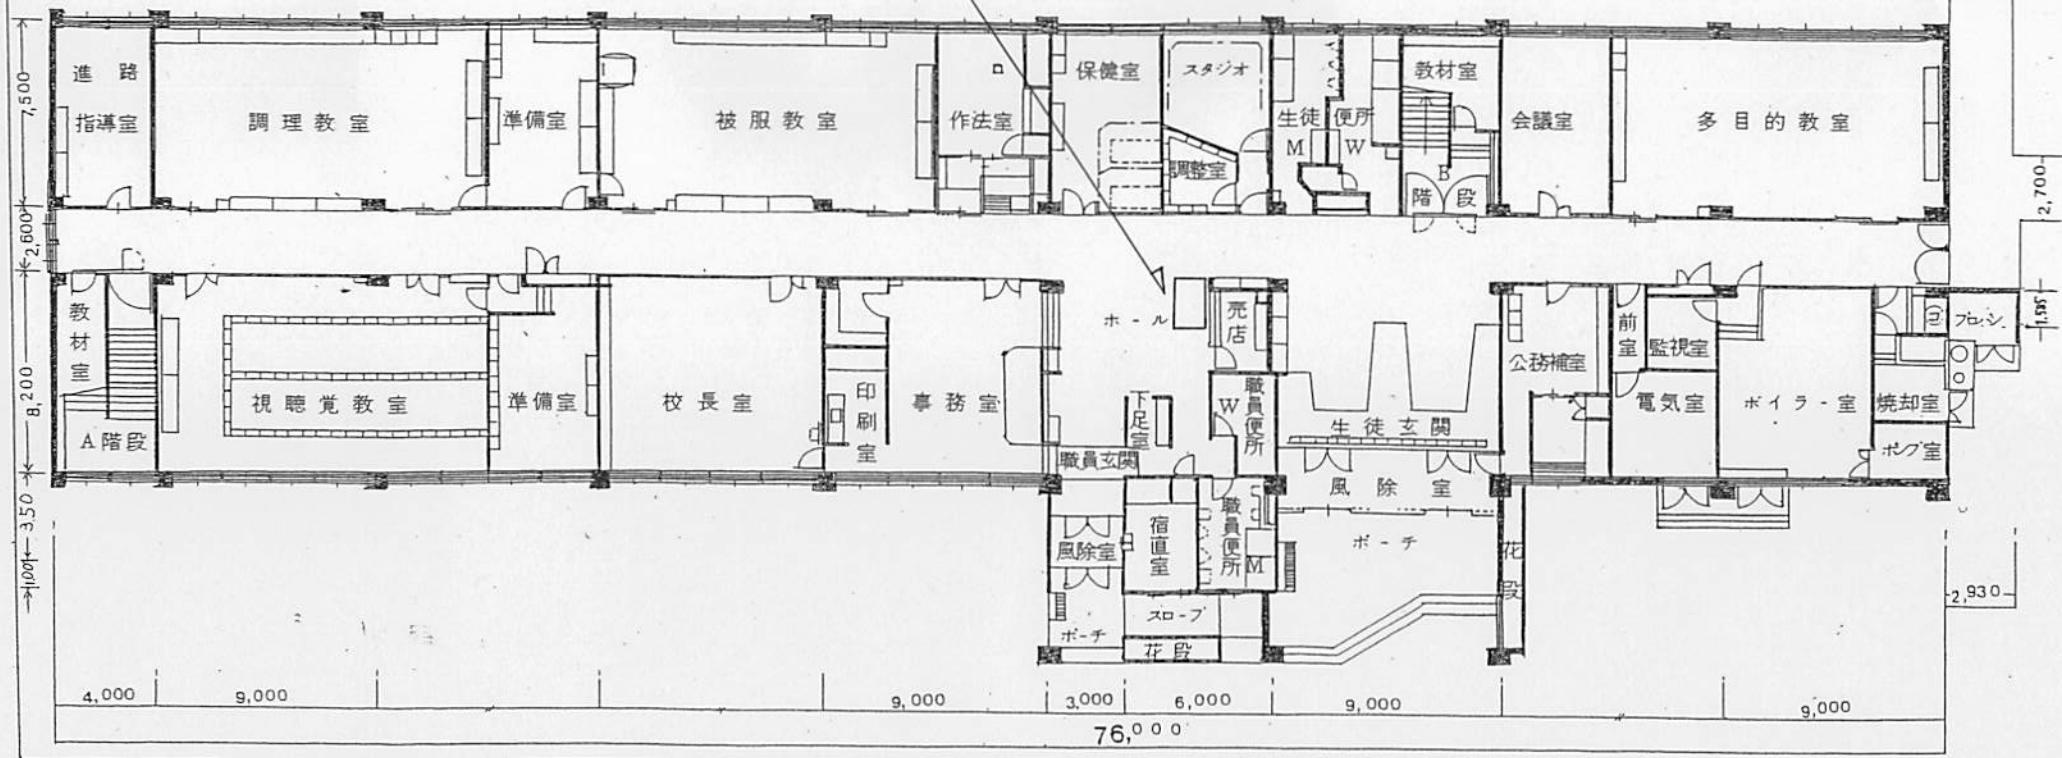 進路
指導室
調理教室
準備室
被服教室
作法室
保健室
スタジオ
調整室
生徒便所
M
W
教材室
B
階段
会議室
多目的教室
7,500
2,600
8,200
350
2,700
教材室
A階段
視聴覚教室
準備室
校長室
印刷室
事務室
ホール
売店
下足室
W
職員便所
職員玄関
生徒玄関
公務補室
前室
監視室
電気室
ボイラー室
焼却室
ポンプ室
風除室
宿直室
職員便所
M
風除室
ポーチ
花段
スロープ
ポーチ
花段
2,930
4,000
9,000
9,000
3,000
6,000
9,000
9,000
76,000